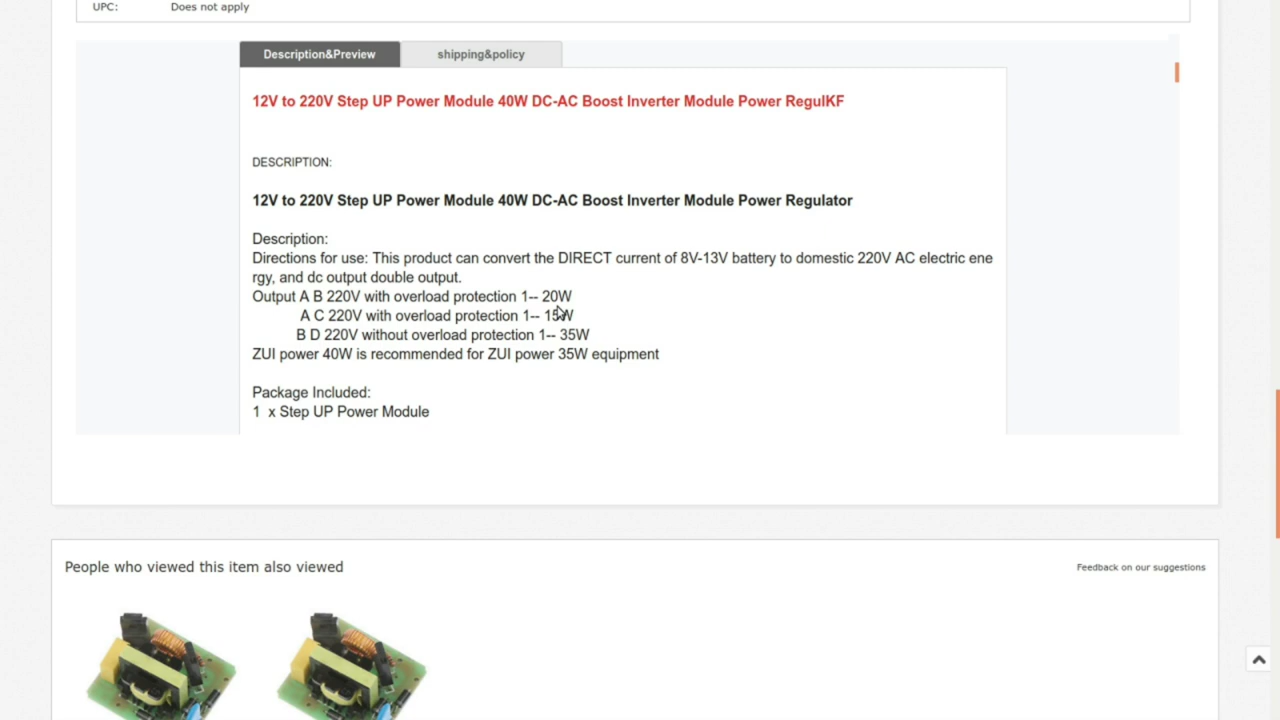 UPC: Does not apply
Description&Preview shipping&policy
12V to 220V Step UP Power Module 40W DC-AC Boost Inverter Module Power RegulKF
DESCRIPTION:
12V to 220V Step UP Power Module 40W DC-AC Boost Inverter Module Power Regulator
Description:
Directions for use: This product can convert the DIRECT current of 8V-13V battery to domestic 220V AC electric ene
rgy, and dc output double output.
Output A B 220V with overload protection 1-- 20W
A C 220V with overload protection 1-- 15W
B D 220V without overload protection 1-- 35W
ZUI power 40W is recommended for ZUI power 35W equipment
Package Included:
1 x Step UP Power Module
People who viewed this item also viewed
Feedback on our suggestions